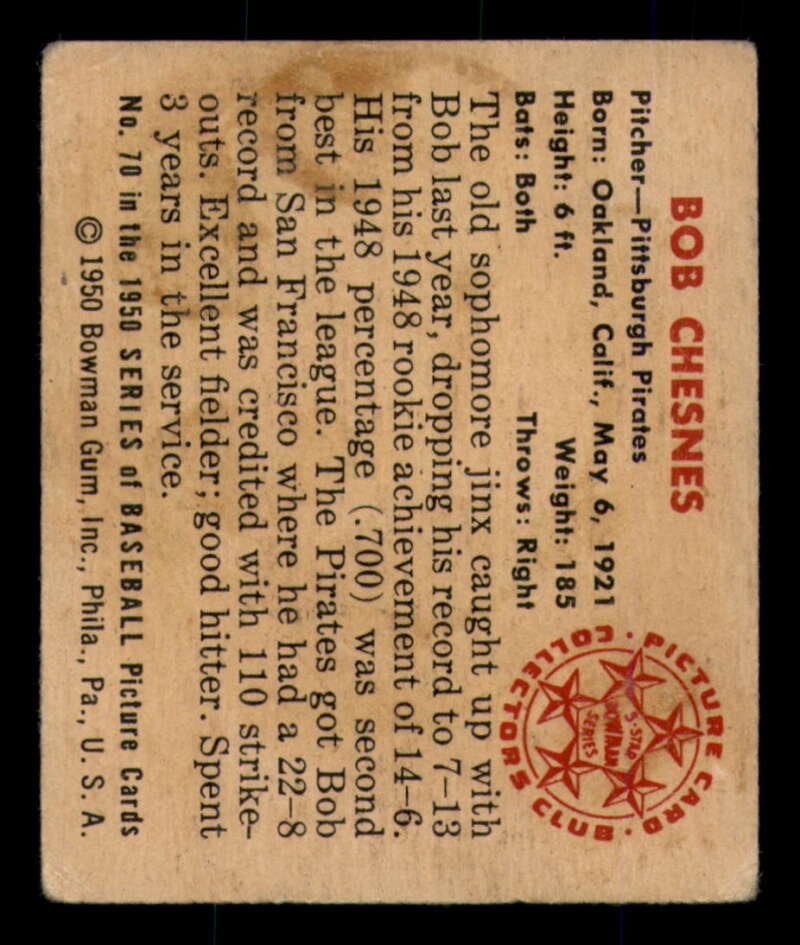 BOB CHESNES
Pitcher—Pittsburgh Pirates
Born: Oakland, Calif., May 6, 1921
Height: 6 ft. Weight: 185
Bats: Both Throws: Right
The old sophomore jinx caught up with
Bob last year, dropping his record to 7–13
from his 1948 rookie achievement of 14–6.
His 1948 percentage (.700) was second
best in the league. The Pirates got Bob
from San Francisco where he had a 22–8
record and was credited with 110 strike-
outs. Excellent fielder; good hitter. Spent
3 years in the service.
No. 70 in the 1950 SERIES of BASEBALL Picture Cards
© 1950 Bowman Gum, Inc., Phila., Pa., U. S. A.
PICTURE CARD · COLLECTORS CLUB ·
5-STAR
BOWMAN
SERIES